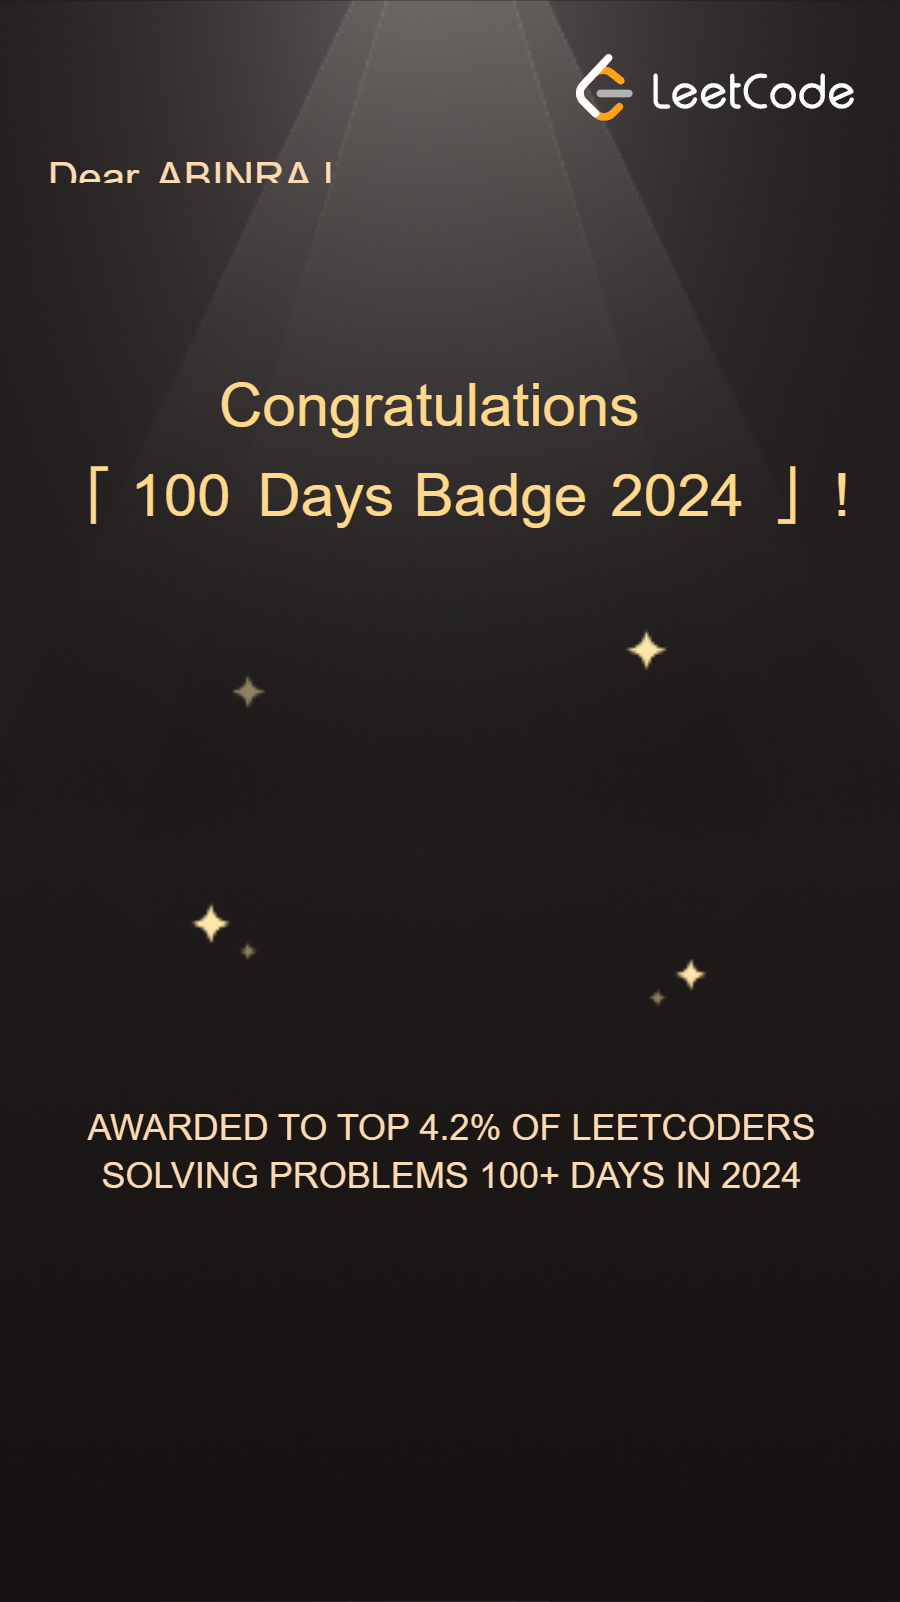 LeetCode
Dear ABINRA
Congratulations
「 100 Days Badge 2024 」 !
AWARDED TO TOP 4.2% OF LEETCODERS
SOLVING PROBLEMS 100+ DAYS IN 2024